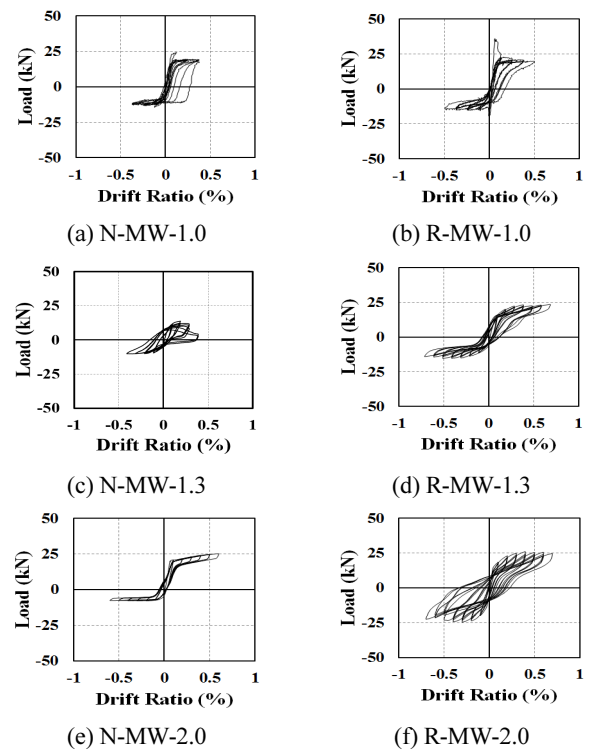 50
25
0
-25
-50
Load (kN)
-1 -0.5 0 0.5 1
Drift Ratio (%)
(a) N-MW-1.0
50
25
0
-25
-50
Load (kN)
-1 -0.5 0 0.5 1
Drift Ratio (%)
(b) R-MW-1.0
50
25
0
-25
-50
Load (kN)
-1 -0.5 0 0.5 1
Drift Ratio (%)
(c) N-MW-1.3
50
25
0
-25
-50
Load (kN)
-1 -0.5 0 0.5 1
Drift Ratio (%)
(d) R-MW-1.3
50
25
0
-25
-50
Load (kN)
-1 -0.5 0 0.5 1
Drift Ratio (%)
(e) N-MW-2.0
50
25
0
-25
-50
Load (kN)
-1 -0.5 0 0.5 1
Drift Ratio (%)
(f) R-MW-2.0